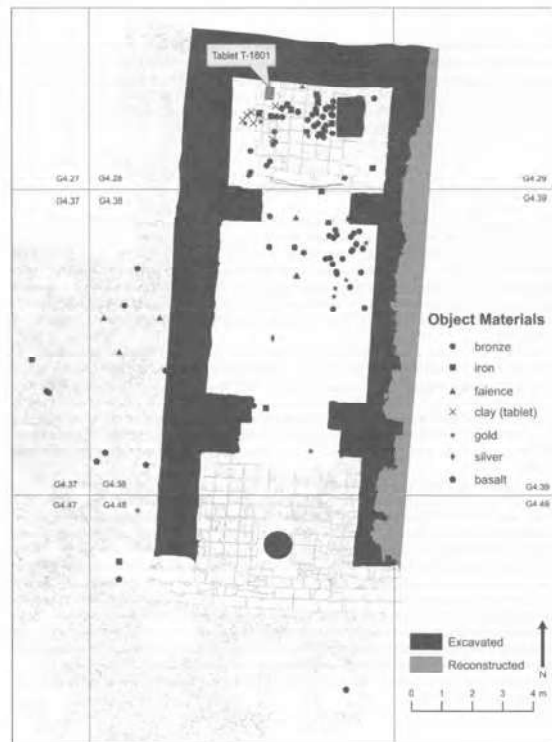 Tablet T-1801
G4.27
G4.28
G4.29
G4.37
G4.38
G4.39
Object Materials
bronze
iron
faience
clay (tablet)
gold
silver
basalt
G4.37
G4.38
G4.39
G4.47
G4.48
G4.49
Excavated
Reconstructed
N
0 1 2 3 4 m